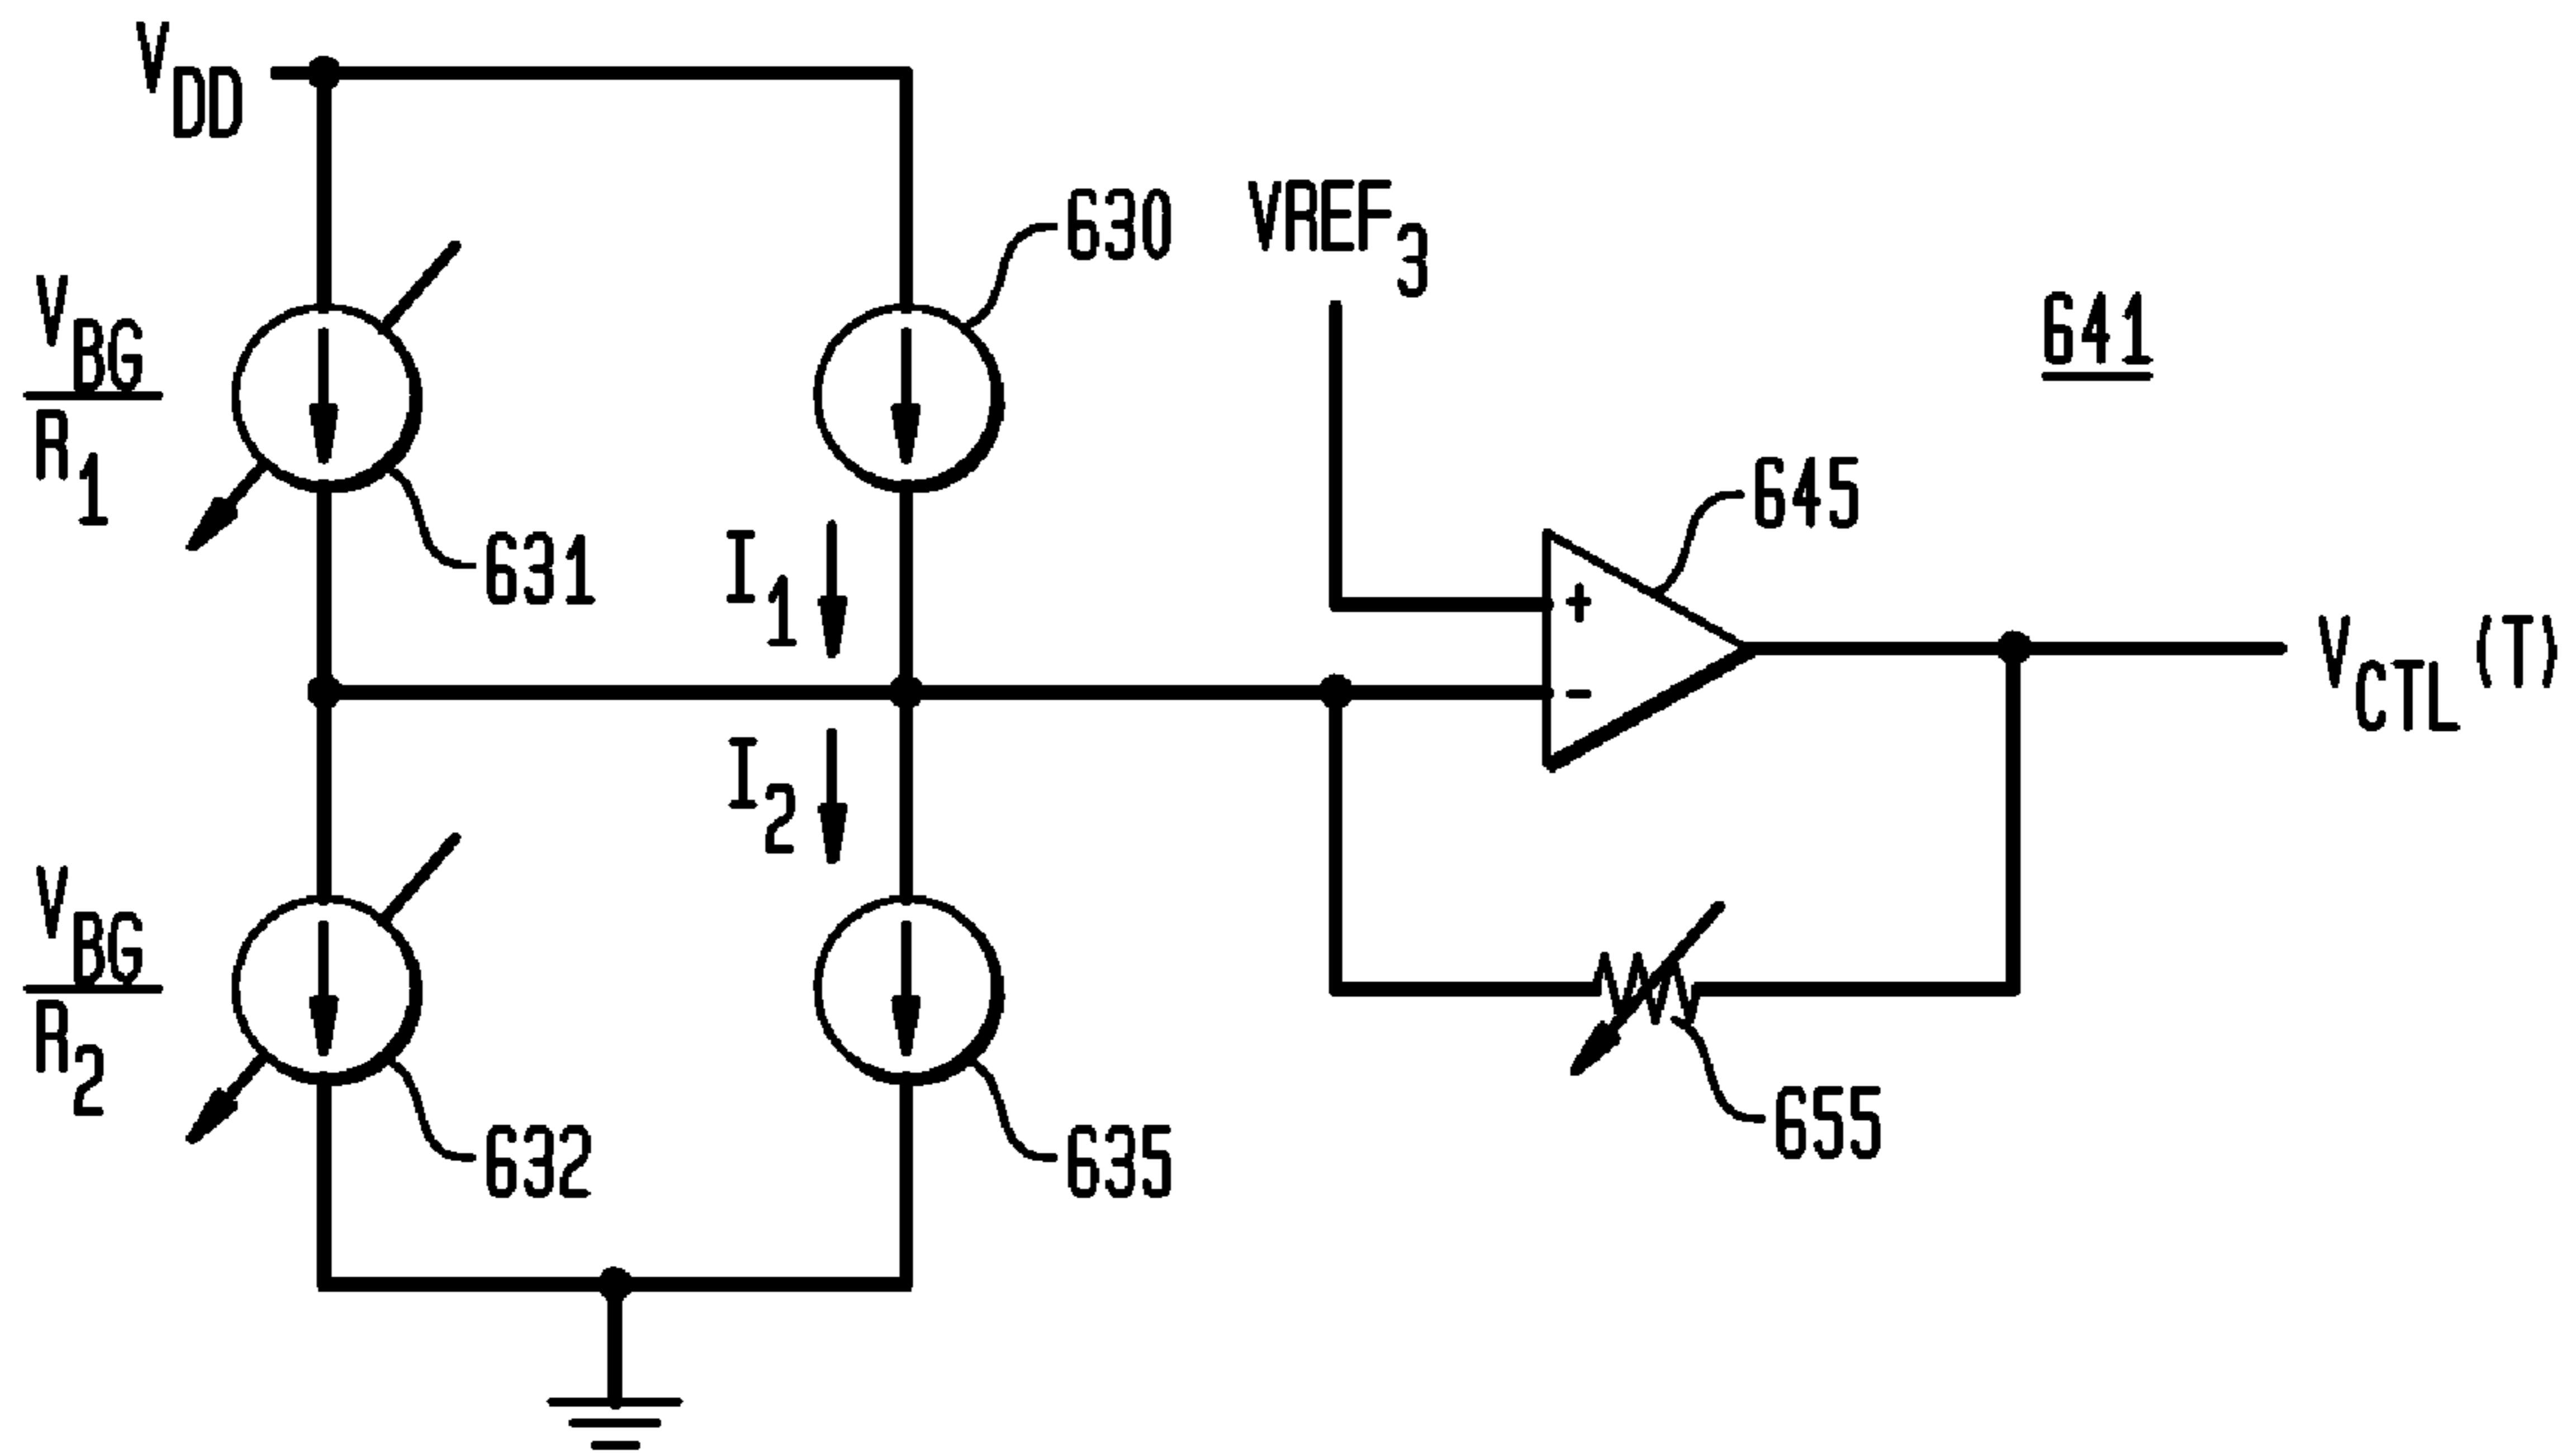 V_DD
630
VREF_3
641
V_BG
R_1
631
I_1
645
+
-
V_CTL(T)
I_2
V_BG
R_2
632
635
655